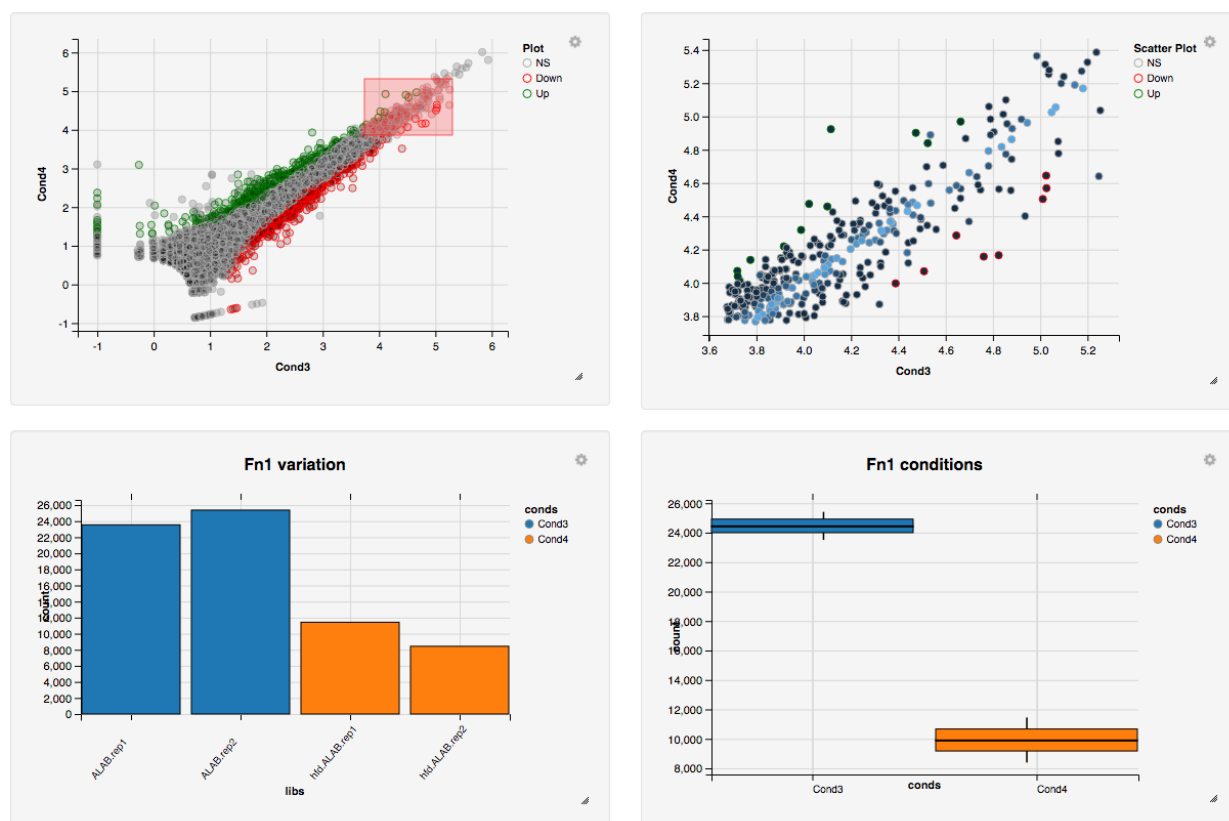 Plot
NS
Down
Up
6
5
4
3
2
1
0
-1
Cond4
-1
0
1
2
3
4
5
6
Cond3
Scatter Plot
NS
Down
Up
5.4
5.2
5.0
4.8
4.6
4.4
4.2
4.0
3.8
Cond4
3.6
3.8
4.0
4.2
4.4
4.6
4.8
5.0
5.2
Cond3
Fn1 variation
conds
Cond3
Cond4
26,000
24,000
22,000
20,000
18,000
16,000
14,000
12,000
10,000
8,000
6,000
4,000
2,000
0
count
ALAB.rep1
ALAB.rep2
hfd.ALAB.rep1
hfd.ALAB.rep2
libs
Fn1 conditions
conds
Cond3
Cond4
26,000
24,000
22,000
20,000
18,000
16,000
14,000
12,000
10,000
8,000
count
Cond3
Cond4
conds